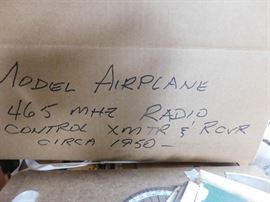 MODEL AIRPLANE
465 MHZ RADIO
CONTROL XMTR & RCVR
CIRCA 1950 -